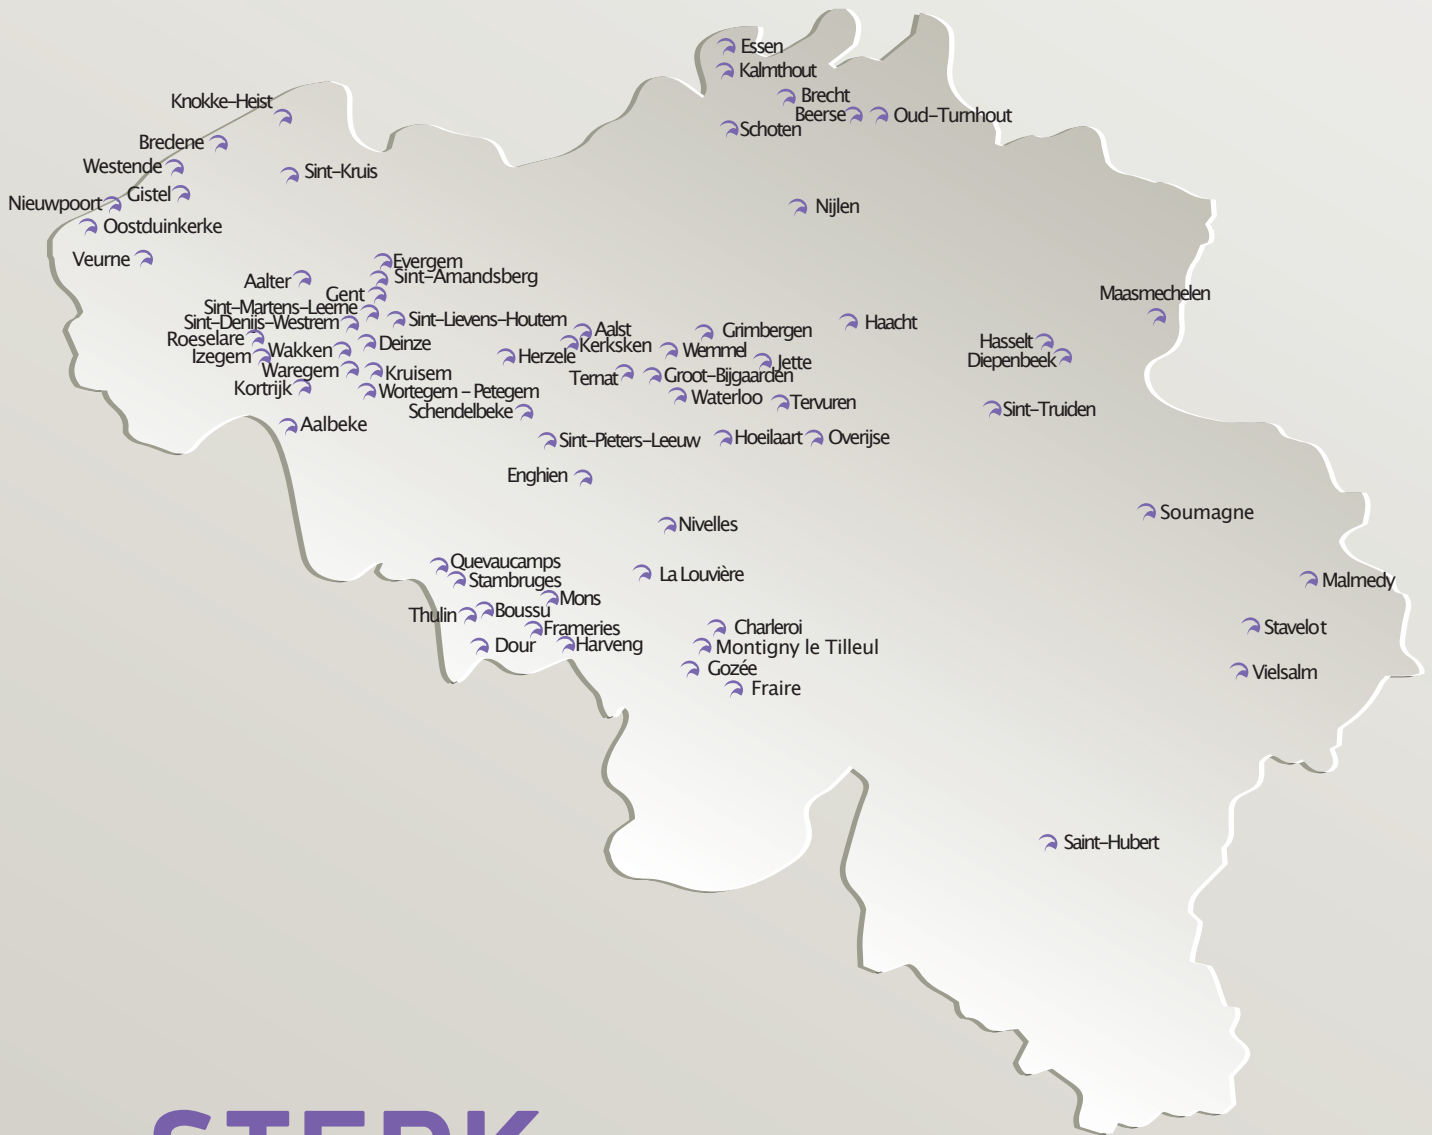 Essen
Kalmthout
Brecht
Knokke-Heist
Beerse
Oud-Turnhout
Schoten
Bredene
Westende
Sint-Kruis
Gistel
Nieuwpoort
Nijlen
Oostduinkerke
Veurne
Evergem
Sint-Amandsberg
Aalter
Gent
Maasmechelen
Sint-Martens-Leerne
Sint-Denijs-Westrem
Sint-Lievens-Houtem
Haacht
Aalst
Grimbergen
Roeselare
Deinze
Kerksken
Hasselt
Wakken
Wemmel
Izegem
Herzele
Diepenbeek
Jette
Waregem
Kruisem
Ternat
Groot-Bijgaarden
Kortrijk
Wortegem - Petegem
Waterloo
Tervuren
Schendelbeke
Sint-Truiden
Aalbeke
Sint-Pieters-Leeuw
Hoeilaart
Overijse
Enghien
Soumagne
Nivelles
Quevaucamps
La Louvière
Stambruges
Malmedy
Mons
Boussu
Thulin
Frameries
Charleroi
Stavelot
Dour
Harveng
Montigny le Tilleul
Gozée
Vielsalm
Fraire
Saint-Hubert
STERK